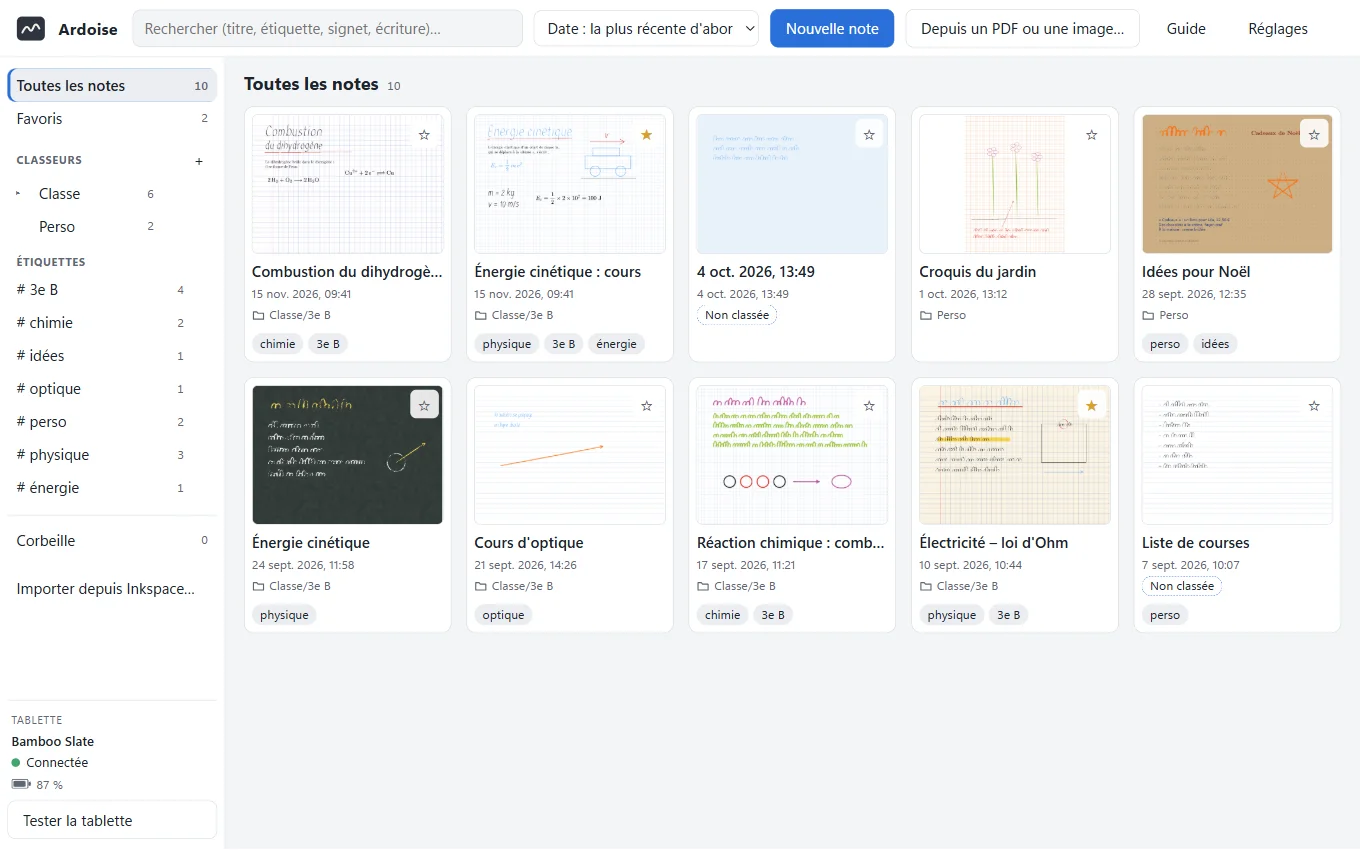 Ardoise
Rechercher (titre, étiquette, signet, écriture)...
Date : la plus récente d'abor
Nouvelle note
Depuis un PDF ou une image...
Guide
Réglages
Toutes les notes 10
Favoris 2
CLASSEURS +
Classe 6
Perso 2
ÉTIQUETTES
# 3e B 4
# chimie 2
# idées 1
# optique 1
# perso 2
# physique 3
# énergie 1
Corbeille 0
Importer depuis Inkspace...
TABLETTE
Bamboo Slate
Connectée
87 %
Tester la tablette
Toutes les notes 10
Combustion
du dihydrogène
Combustion du dihydrogè...
15 nov. 2026, 09:41
Classe/3e B
chimie 3e B
Énergie cinétique
v
m = 2 kg
v = 10 m/s
Énergie cinétique : cours
15 nov. 2026, 09:41
Classe/3e B
physique 3e B énergie
4 oct. 2026, 13:49
4 oct. 2026, 13:49
Non classée
Croquis du jardin
1 oct. 2026, 13:12
Perso
Cadeaux de Noël
Idées pour Noël
28 sept. 2026, 12:35
Perso
perso idées
Énergie cinétique
24 sept. 2026, 11:58
Classe/3e B
physique
Cours d'optique
21 sept. 2026, 14:26
Classe/3e B
optique
Réaction chimique : comb...
17 sept. 2026, 11:21
Classe/3e B
chimie 3e B
Électricité – loi d'Ohm
10 sept. 2026, 10:44
Classe/3e B
physique 3e B
Liste de courses
7 sept. 2026, 10:07
Non classée
perso